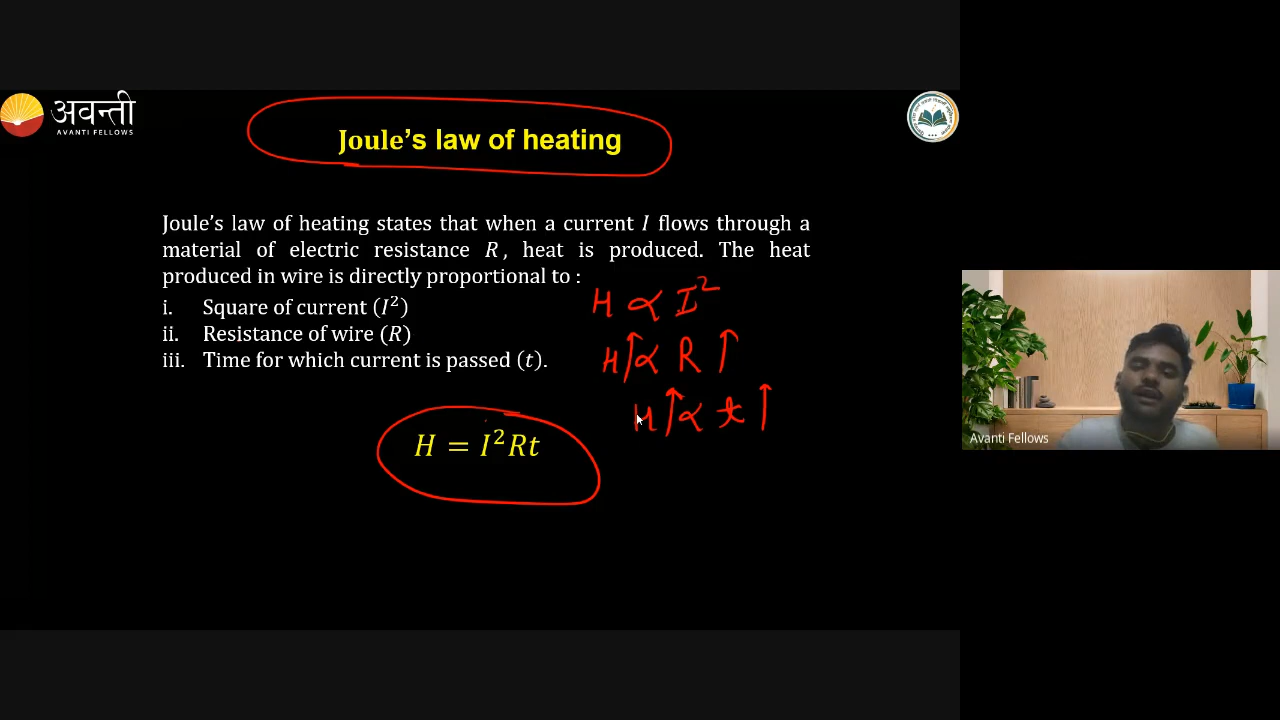 अवन्ती
AVANTI FELLOWS
Joule's law of heating
Joule's law of heating states that when a current I flows through a
material of electric resistance R, heat is produced. The heat
produced in wire is directly proportional to :
i. Square of current (I²)
ii. Resistance of wire (R)
iii. Time for which current is passed (t).
H ∝ I²
H↑ ∝ R ↑
H↑ ∝ t ↑
H = I²Rt
Avanti Fellows